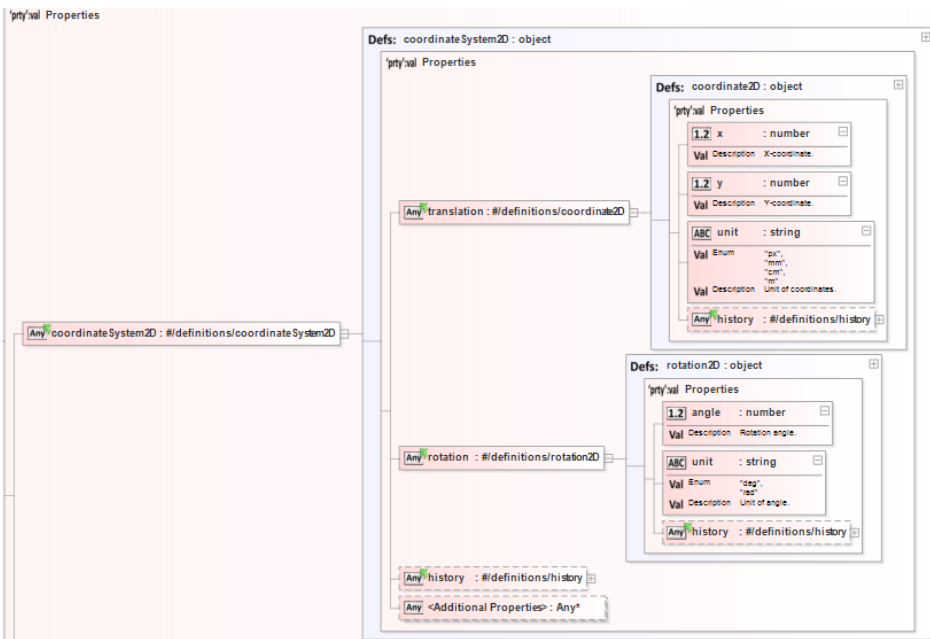 'prty':val Properties
Defs: coordinateSystem2D : object
'prty':val Properties
Defs: coordinate2D : object
'prty':val Properties
1.2 x : number
Val Description X-coordinate.
1.2 y : number
Val Description Y-coordinate.
Any translation : #/definitions/coordinate2D
ABC unit : string
Val Enum "px",
"mm",
"cm",
"m"
Val Description Unit of coordinates.
Any history : #/definitions/history
Any coordinateSystem2D : #/definitions/coordinateSystem2D
Defs: rotation2D : object
'prty':val Properties
1.2 angle : number
Val Description Rotation angle.
Any rotation : #/definitions/rotation2D
ABC unit : string
Val Enum "deg",
"rad"
Val Description Unit of angle.
Any history : #/definitions/history
Any history : #/definitions/history
Any <Additional Properties> : Any*